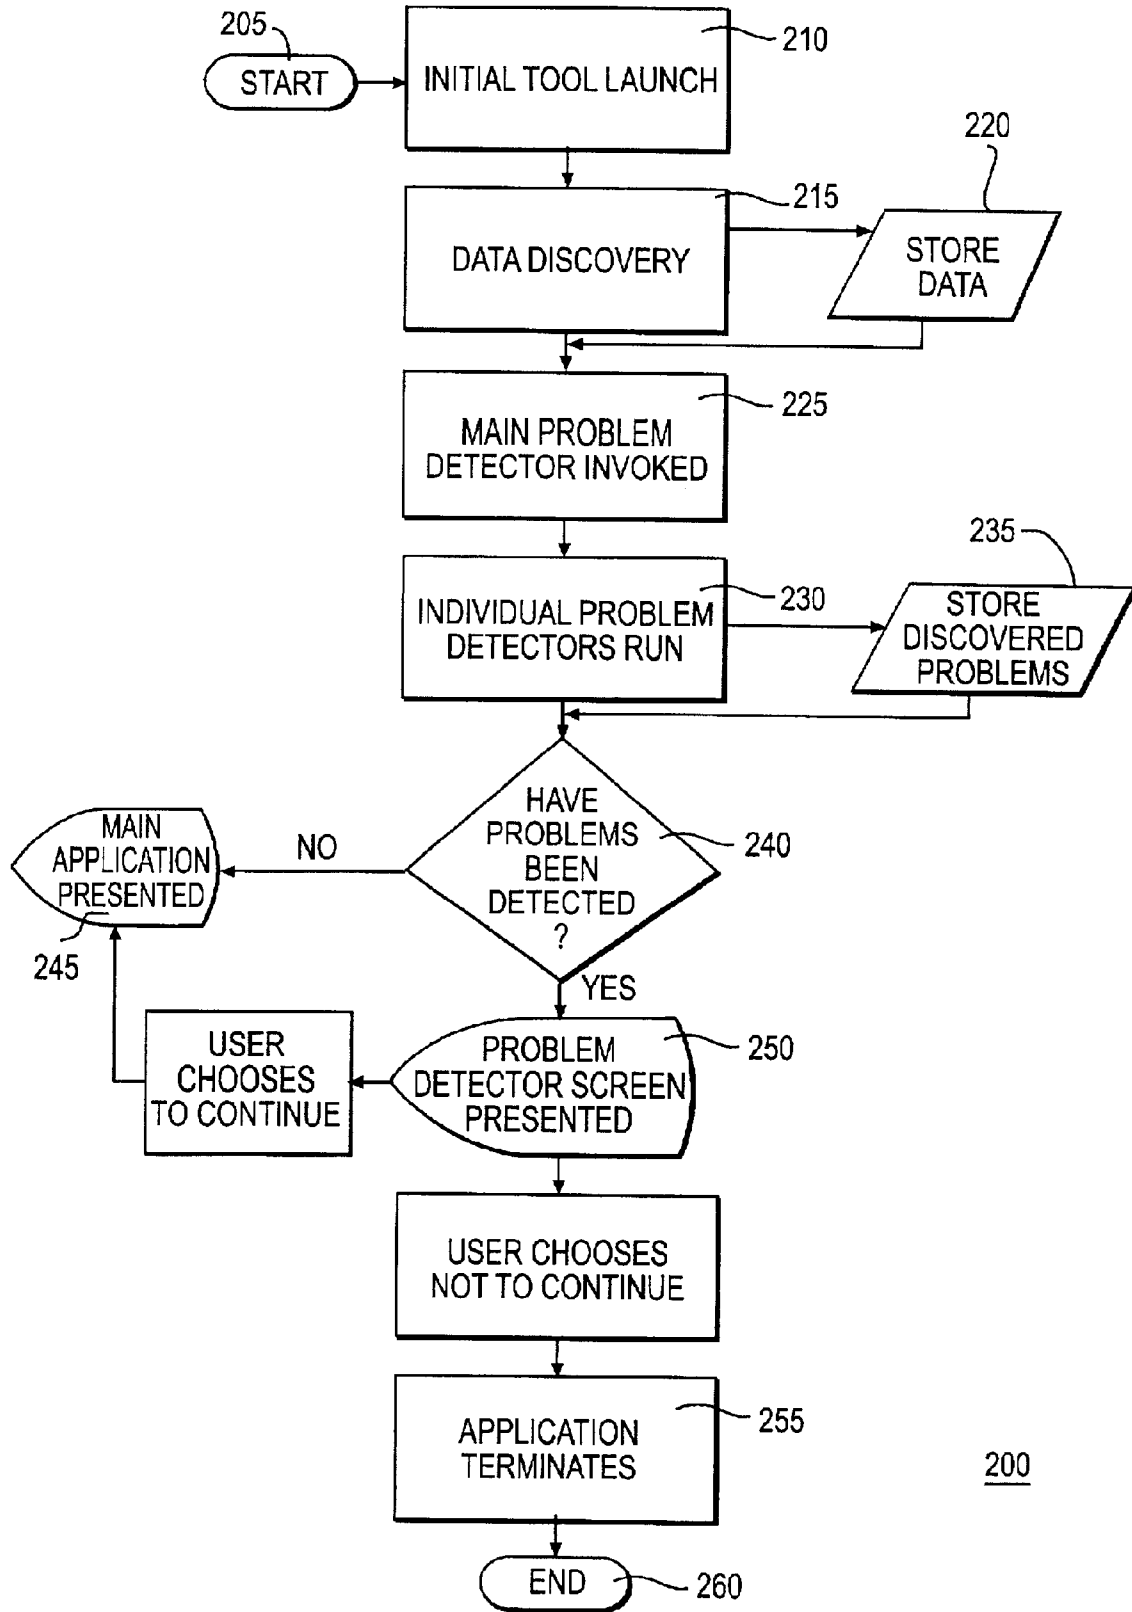 205
START
210
INITIAL TOOL LAUNCH
215
DATA DISCOVERY
220
STORE
DATA
225
MAIN PROBLEM
DETECTOR INVOKED
230
INDIVIDUAL PROBLEM
DETECTORS RUN
235
STORE
DISCOVERED
PROBLEMS
240
HAVE
PROBLEMS
BEEN
DETECTED
?
NO
MAIN
APPLICATION
PRESENTED
245
YES
250
PROBLEM
DETECTOR SCREEN
PRESENTED
USER
CHOOSES
TO CONTINUE
USER CHOOSES
NOT TO CONTINUE
255
APPLICATION
TERMINATES
200
END
260